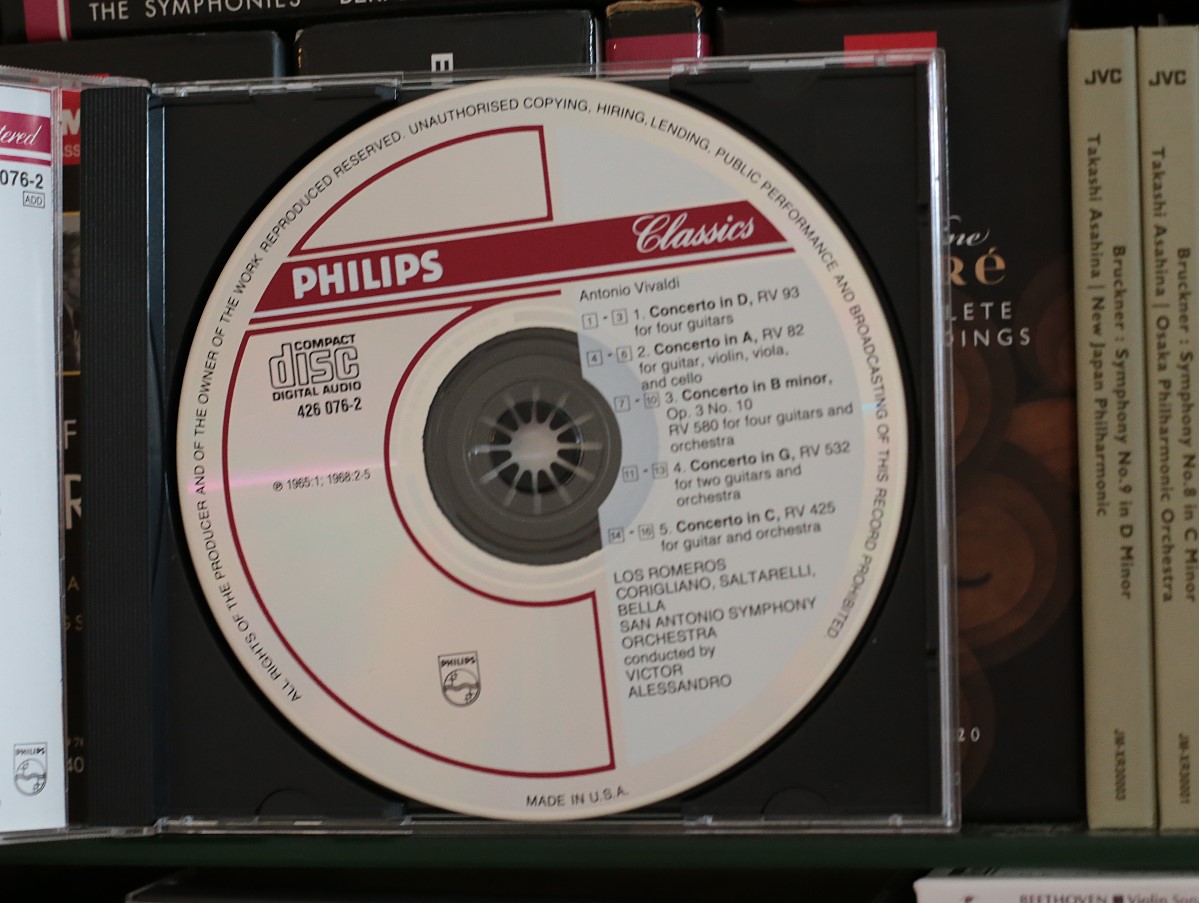 THE SYMPHONIES
tered
076-2
ADD
PHILIPS
ALL RIGHTS OF THE PRODUCER AND OF THE OWNER OF THE WORK REPRODUCED RESERVED. UNAUTHORISED COPYING, HIRING, LENDING, PUBLIC PERFORMANCE AND BROADCASTING OF THIS RECORD PROHIBITED.
PHILIPS Classics
COMPACT
disc
DIGITAL AUDIO
426 076-2
℗ 1965:1; 1968:2-5
Antonio Vivaldi
1 - 3 1. Concerto in D, RV 93
for four guitars
4 - 6 2. Concerto in A, RV 82
for guitar, violin, viola,
and cello
7 - 10 3. Concerto in B minor,
Op. 3 No. 10
RV 580 for four guitars and
orchestra
11 - 13 4. Concerto in G, RV 532
for two guitars and
orchestra
14 - 16 5. Concerto in C, RV 425
for guitar and orchestra
LOS ROMEROS
CORIGLIANO, SALTARELLI,
BELLA
SAN ANTONIO SYMPHONY
ORCHESTRA
conducted by
VICTOR
ALESSANDRO
PHILIPS
MADE IN U.S.A.
ré
LETE
DINGS
20
JVC
Takashi Asahina | New Japan Philharmonic
Bruckner : Symphony No.9 in D Minor
JM-XR30003
JVC
Takashi Asahina | Osaka Philharmonic Orchestra
Bruckner : Symphony No.8 in C Minor
JM-XR30001
BEETHOVEN ■ Violin